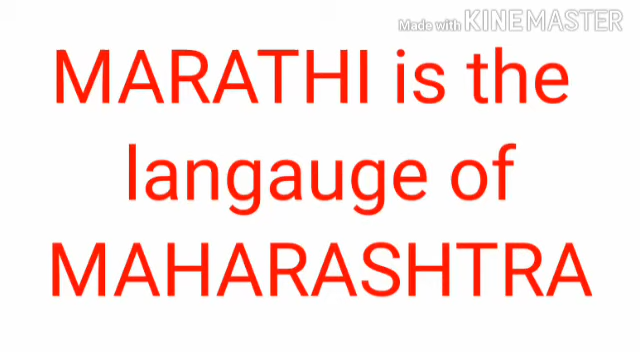 Made with KINEMASTER
MARATHI is the
langauge of
MAHARASHTRA